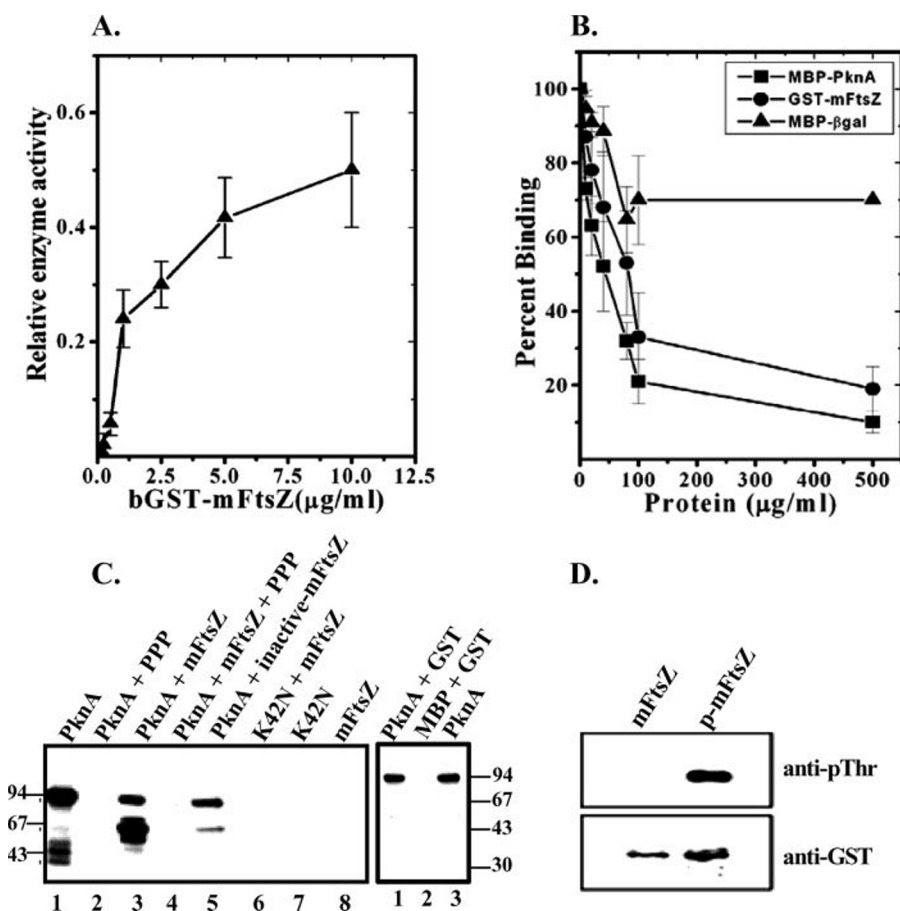 A.
0.6
0.4
0.2
Relative enzyme activity
0.0 2.5 5.0 7.5 10.0 12.5
bGST-mFtsZ(μg/ml)
B.
MBP-PknA
GST-mFtsZ
MBP-βgal
100
80
60
40
20
Percent Binding
0 100 200 300 400 500
Protein (μg/ml)
C.
PknA
PknA + PPP
PknA + mFtsZ
PknA + mFtsZ + PPP
PknA + inactive-mFtsZ
K42N + mFtsZ
K42N
mFtsZ
94
67
43
1 2 3 4 5 6 7 8
PknA + GST
MBP + GST
PknA
94
67
43
30
1 2 3
D.
mFtsZ
p-mFtsZ
anti-pThr
anti-GST